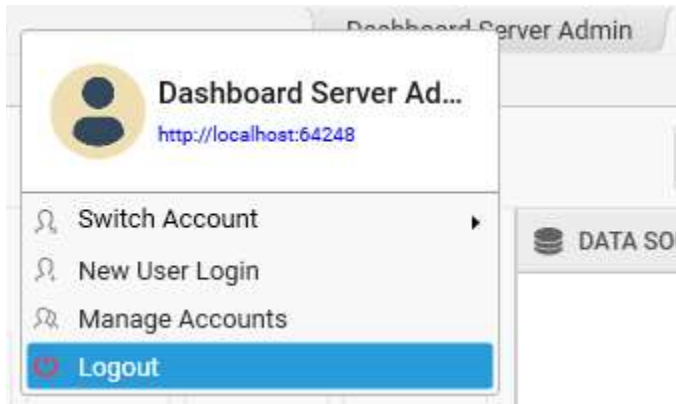 Dashboard Server Admin
Dashboard Server Ad...
http://localhost:64248
Switch Account
New User Login
Manage Accounts
DATA SO
Logout